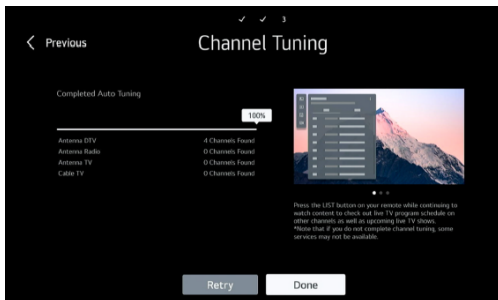 ✓ ✓ 3
Previous
Channel Tuning
Completed Auto Tuning
100%
Antenna DTV 4 Channels Found
Antenna Radio 0 Channels Found
Antenna TV 0 Channels Found
Cable TV 0 Channels Found
Press the LIST button on your remote while continuing to
watch content to check out live TV program schedule on
other channels as well as upcoming live TV shows.
*Note that if you do not complete channel tuning, some
services may not be available.
Retry Done